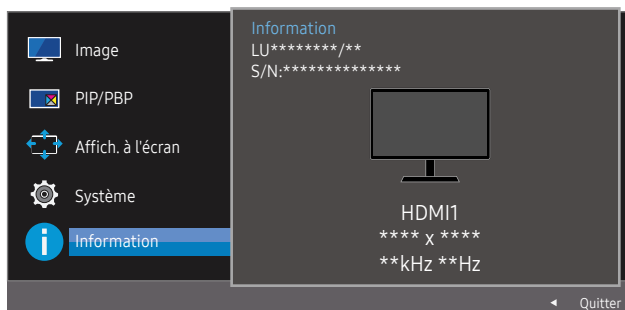 Image
PIP/PBP
Affich. à l'écran
Système
Information
Information
LU********/**
S/N:**************
HDMI1
**** x ****
**kHz **Hz
Quitter